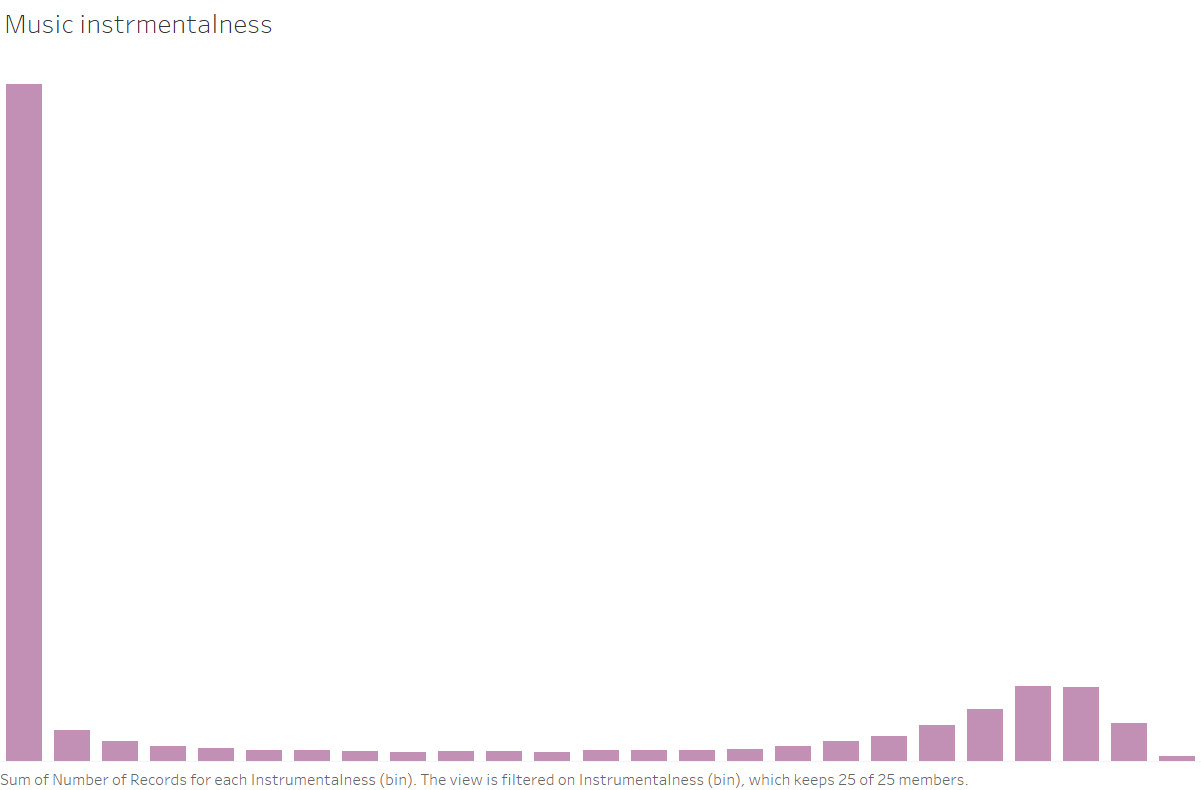 Music instrmentalness
Sum of Number of Records for each Instrumentalness (bin). The view is filtered on Instrumentalness (bin), which keeps 25 of 25 members.